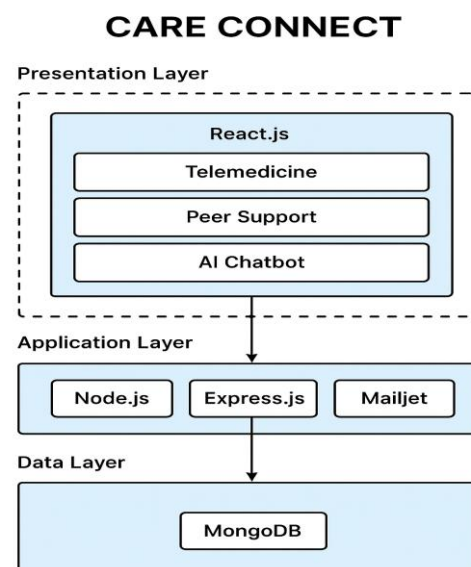 CARE CONNECT
Presentation Layer
React.js
Telemedicine
Peer Support
AI Chatbot
Application Layer
Node.js Express.js Mailjet
Data Layer
MongoDB